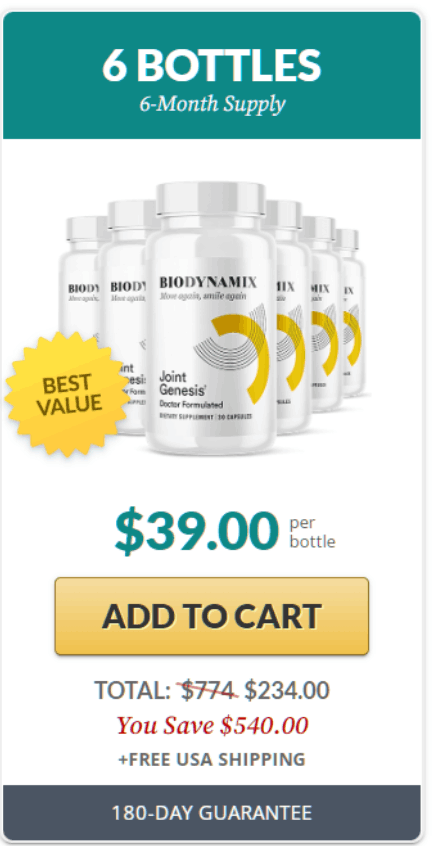 6 BOTTLES
6-Month Supply
BIODYNAMIX
Move again, smile again
Joint
Genesis
Doctor Formulated
DIETARY SUPPLEMENT 30 CAPSULES
BEST
VALUE
$39.00 per
bottle
ADD TO CART
TOTAL: $774 $234.00
You Save $540.00
+FREE USA SHIPPING
180-DAY GUARANTEE